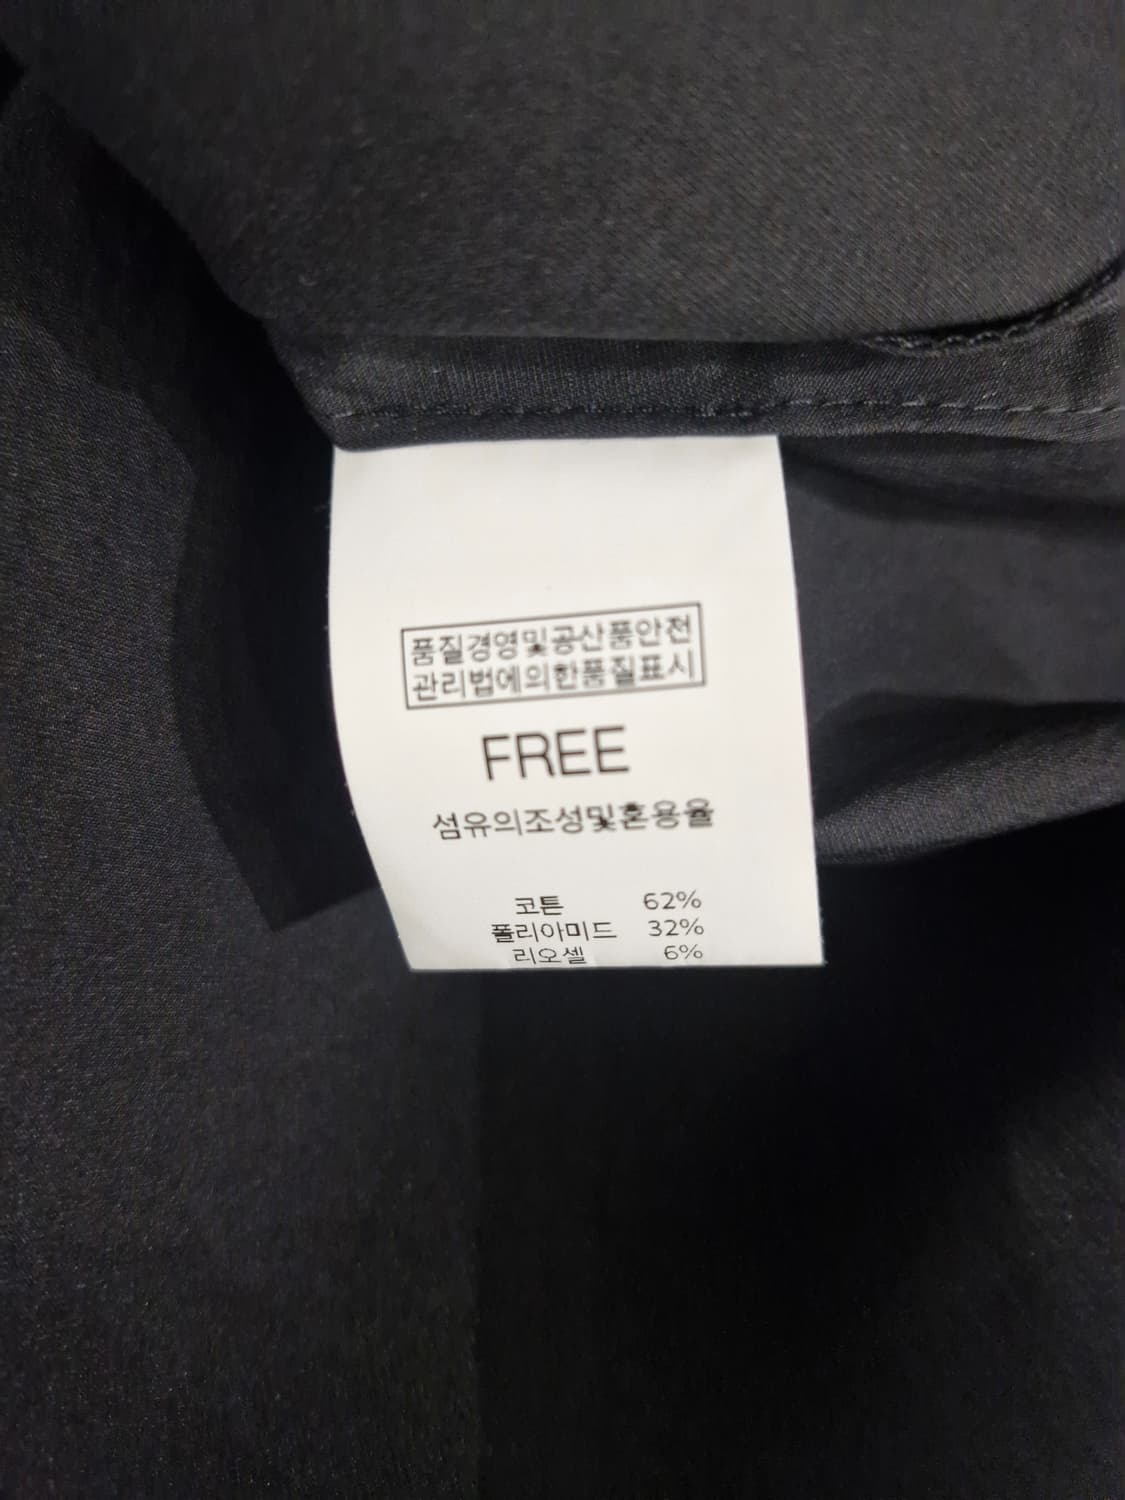 품질경영및공산품안전
관리법에의한품질표시
FREE
섬유의조성및혼용율
코튼 62%
폴리아미드 32%
리오셀 6%